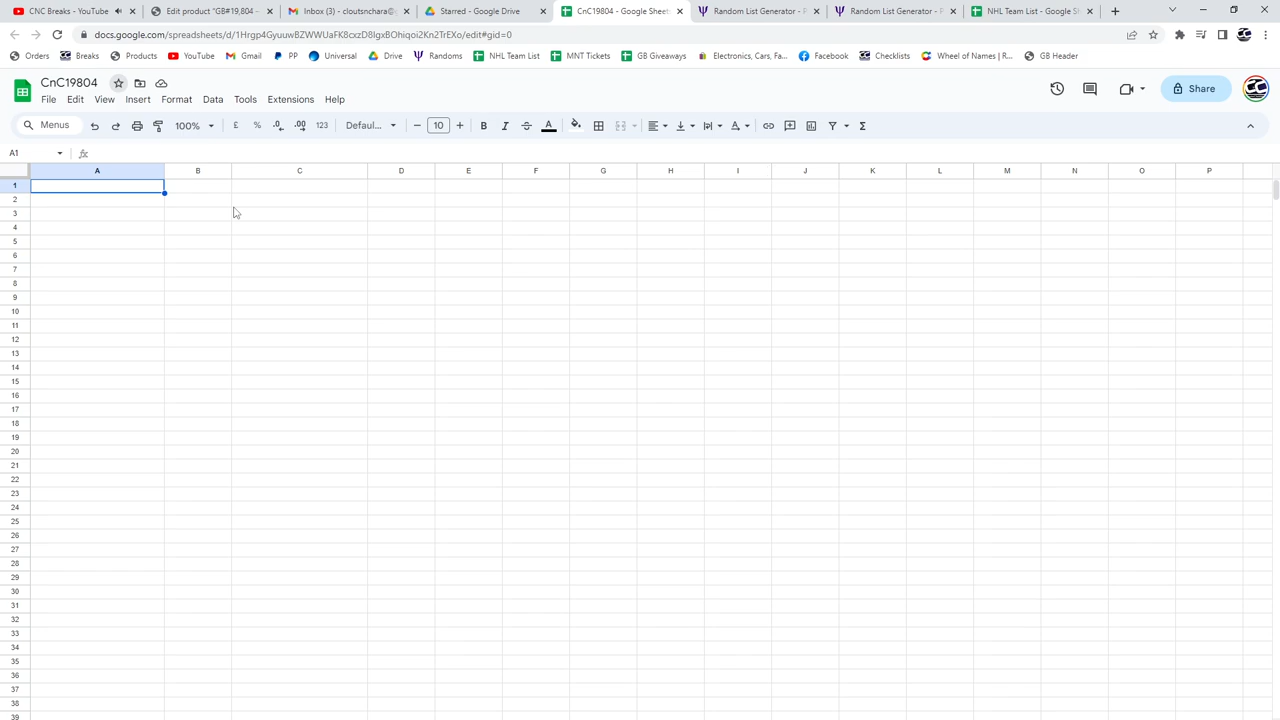 CNC Breaks - YouTube
Edit product “GB#19,804 –
Inbox (3) - cloutsnchara@g
Starred - Google Drive
CnC19804 - Google Sheets
Random List Generator - P
Random List Generator - P
NHL Team List - Google Sh
docs.google.com/spreadsheets/d/
Orders
Breaks
Products
YouTube
Gmail
PP
Universal
Drive
Randoms
NHL Team List
MNT Tickets
GB Giveaways
Electronics, Cars, Fa...
Facebook
Checklists
Wheel of Names | R...
GB Header
CnC19804
Share
File Edit View Insert Format Data Tools Extensions Help
Menus 100% £ % .0 .00 123 Defaul... 10 B I A A
A1 fx
A B C D E F G H I J K L M N O P
1
2
3
4
5
6
7
8
9
10
11
12
13
14
15
16
17
18
19
20
21
22
23
24
25
26
27
28
29
30
31
32
33
34
35
36
37
38
39